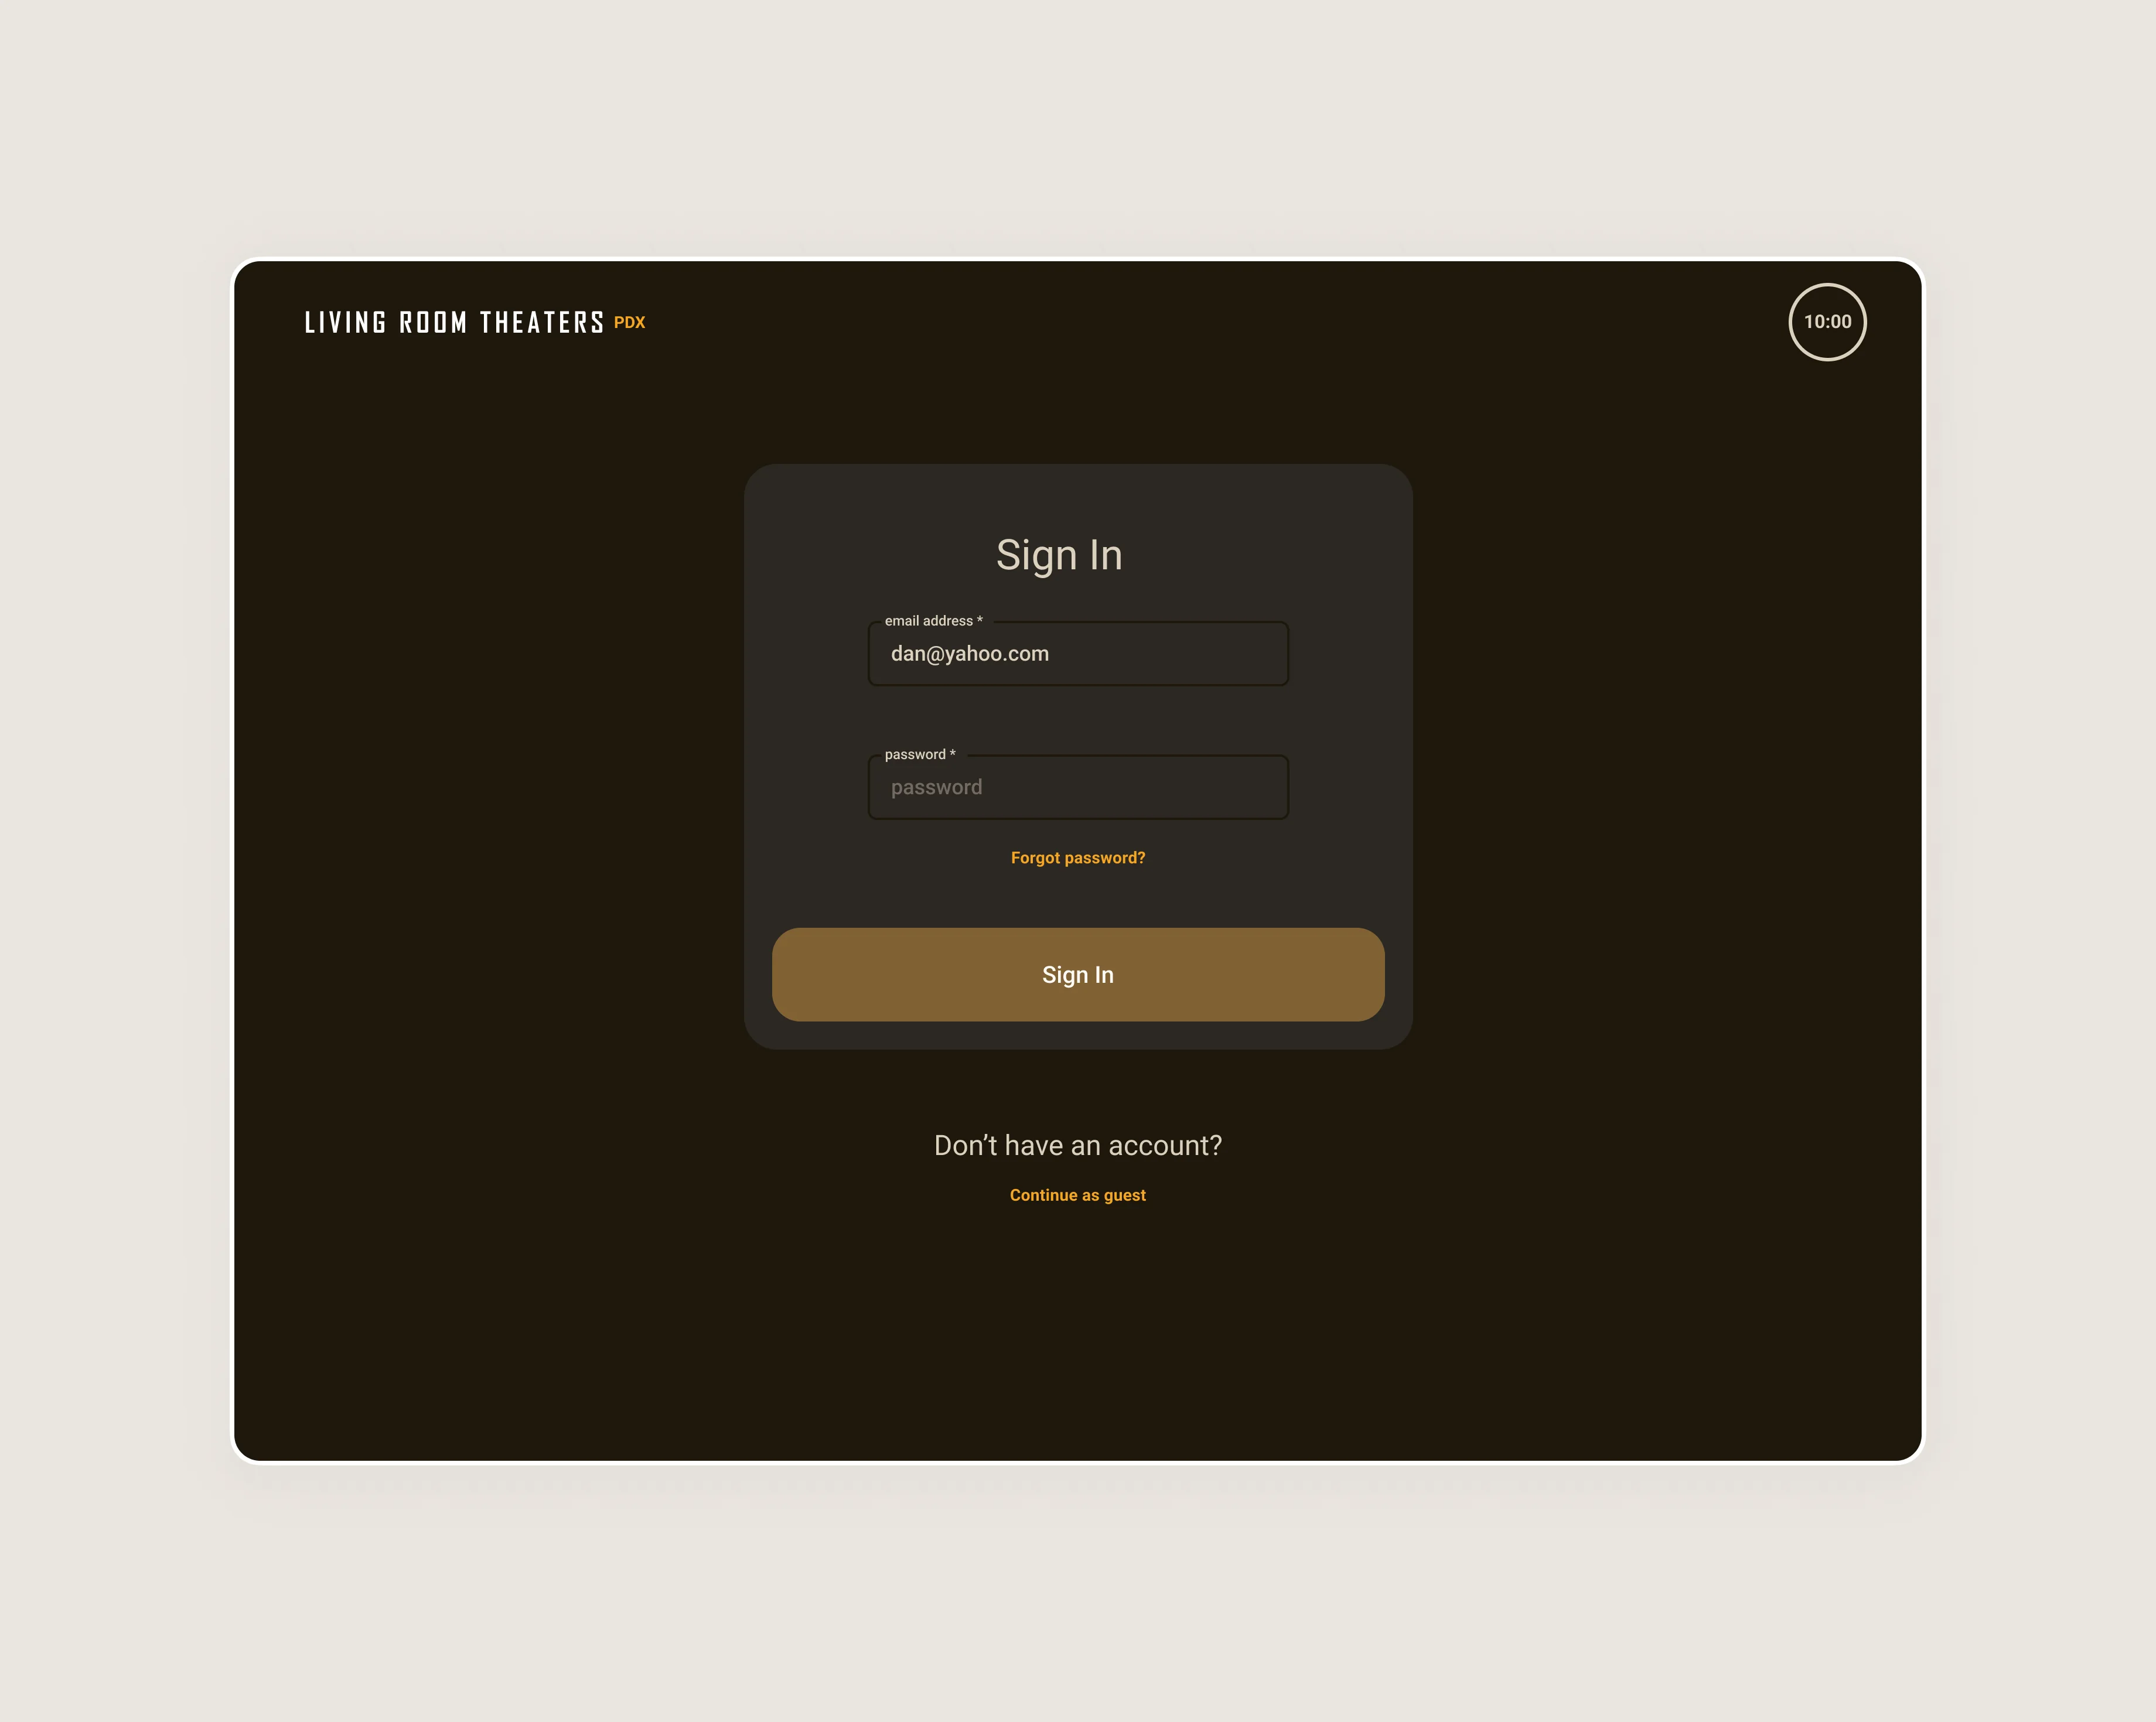 LIVING ROOM THEATERS PDX
10:00
Sign In
email address *
dan@yahoo.com
password *
password
Forgot password?
Sign In
Don’t have an account?
Continue as guest